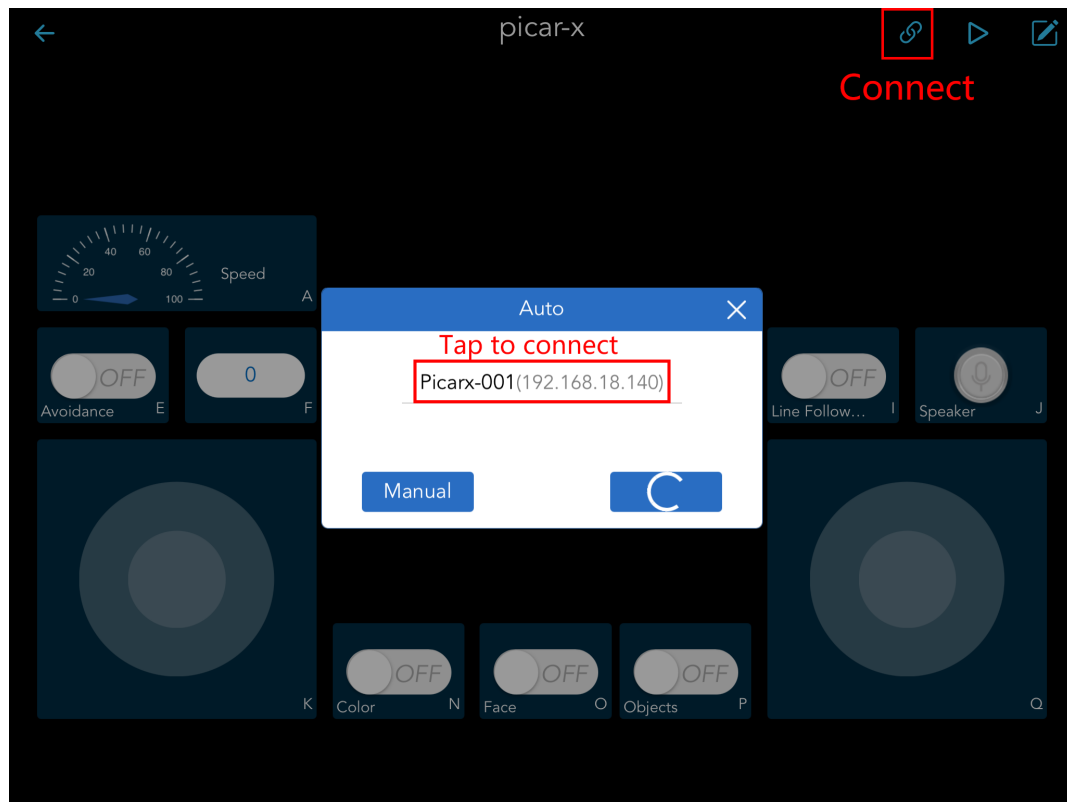 picar-x
Connect
40 60
20 80
0 100
Speed
A
Auto
Tap to connect
Picarx-001(192.168.18.140)
Manual
OFF
Avoidance E
0
F
OFF
Line Follow... I
Speaker J
K
OFF
Color N
OFF
Face O
OFF
Objects P
Q